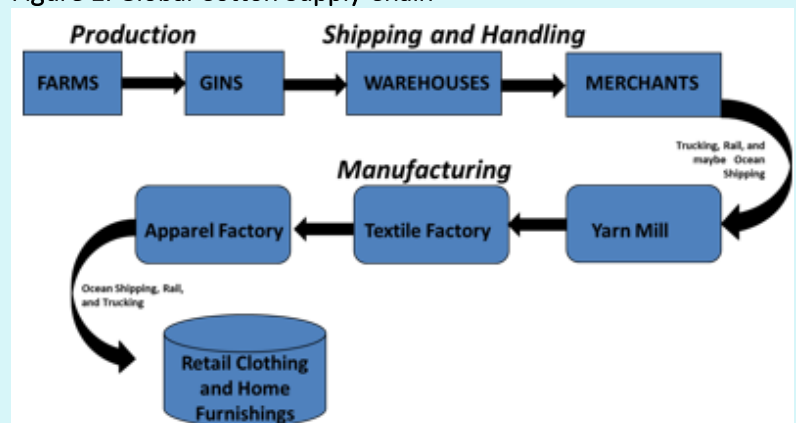 Production Shipping and Handling
FARMS GINS WAREHOUSES MERCHANTS
Trucking, Rail, and
maybe Ocean
Shipping
Manufacturing
Apparel Factory Textile Factory Yarn Mill
Ocean Shipping, Rail,
and Trucking
Retail Clothing
and Home
Furnishings